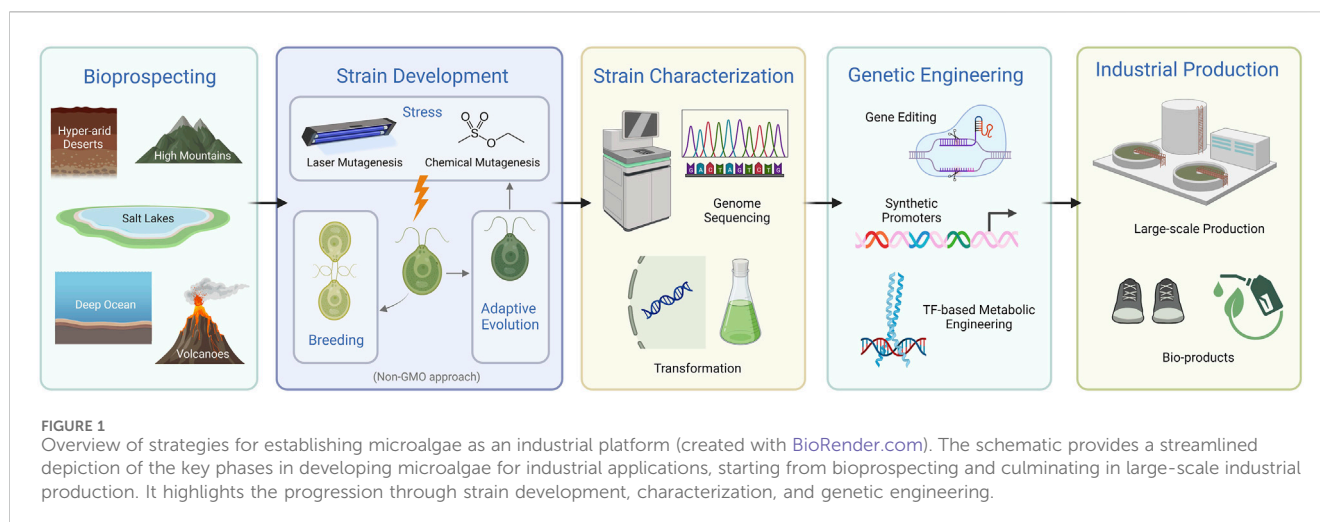 Bioprospecting
Hyper-arid
Deserts
High Mountains
Salt Lakes
Deep Ocean
Volcanoes
Strain Development
Stress
Laser Mutagenesis
Chemical Mutagenesis
O
O
S
O
Breeding
Adaptive
Evolution
(Non-GMO approach)
Strain Characterization
GACTAGTCTG
Genome
Sequencing
Transformation
Genetic Engineering
Gene Editing
Synthetic
Promoters
TF-based Metabolic
Engineering
Industrial Production
Large-scale Production
Bio-products
FIGURE 1
Overview of strategies for establishing microalgae as an industrial platform (created with BioRender.com). The schematic provides a streamlined
depiction of the key phases in developing microalgae for industrial applications, starting from bioprospecting and culminating in large-scale industrial
production. It highlights the progression through strain development, characterization, and genetic engineering.